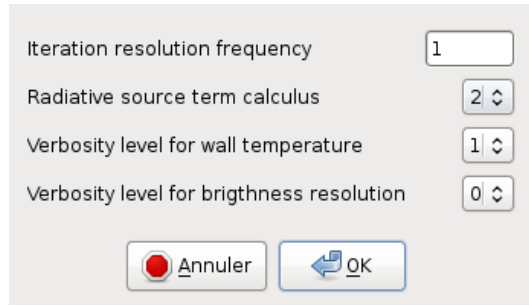 Iteration resolution frequency 1
Radiative source term calculus 2
Verbosity level for wall temperature 1
Verbosity level for brigthness resolution 0
Annuler OK